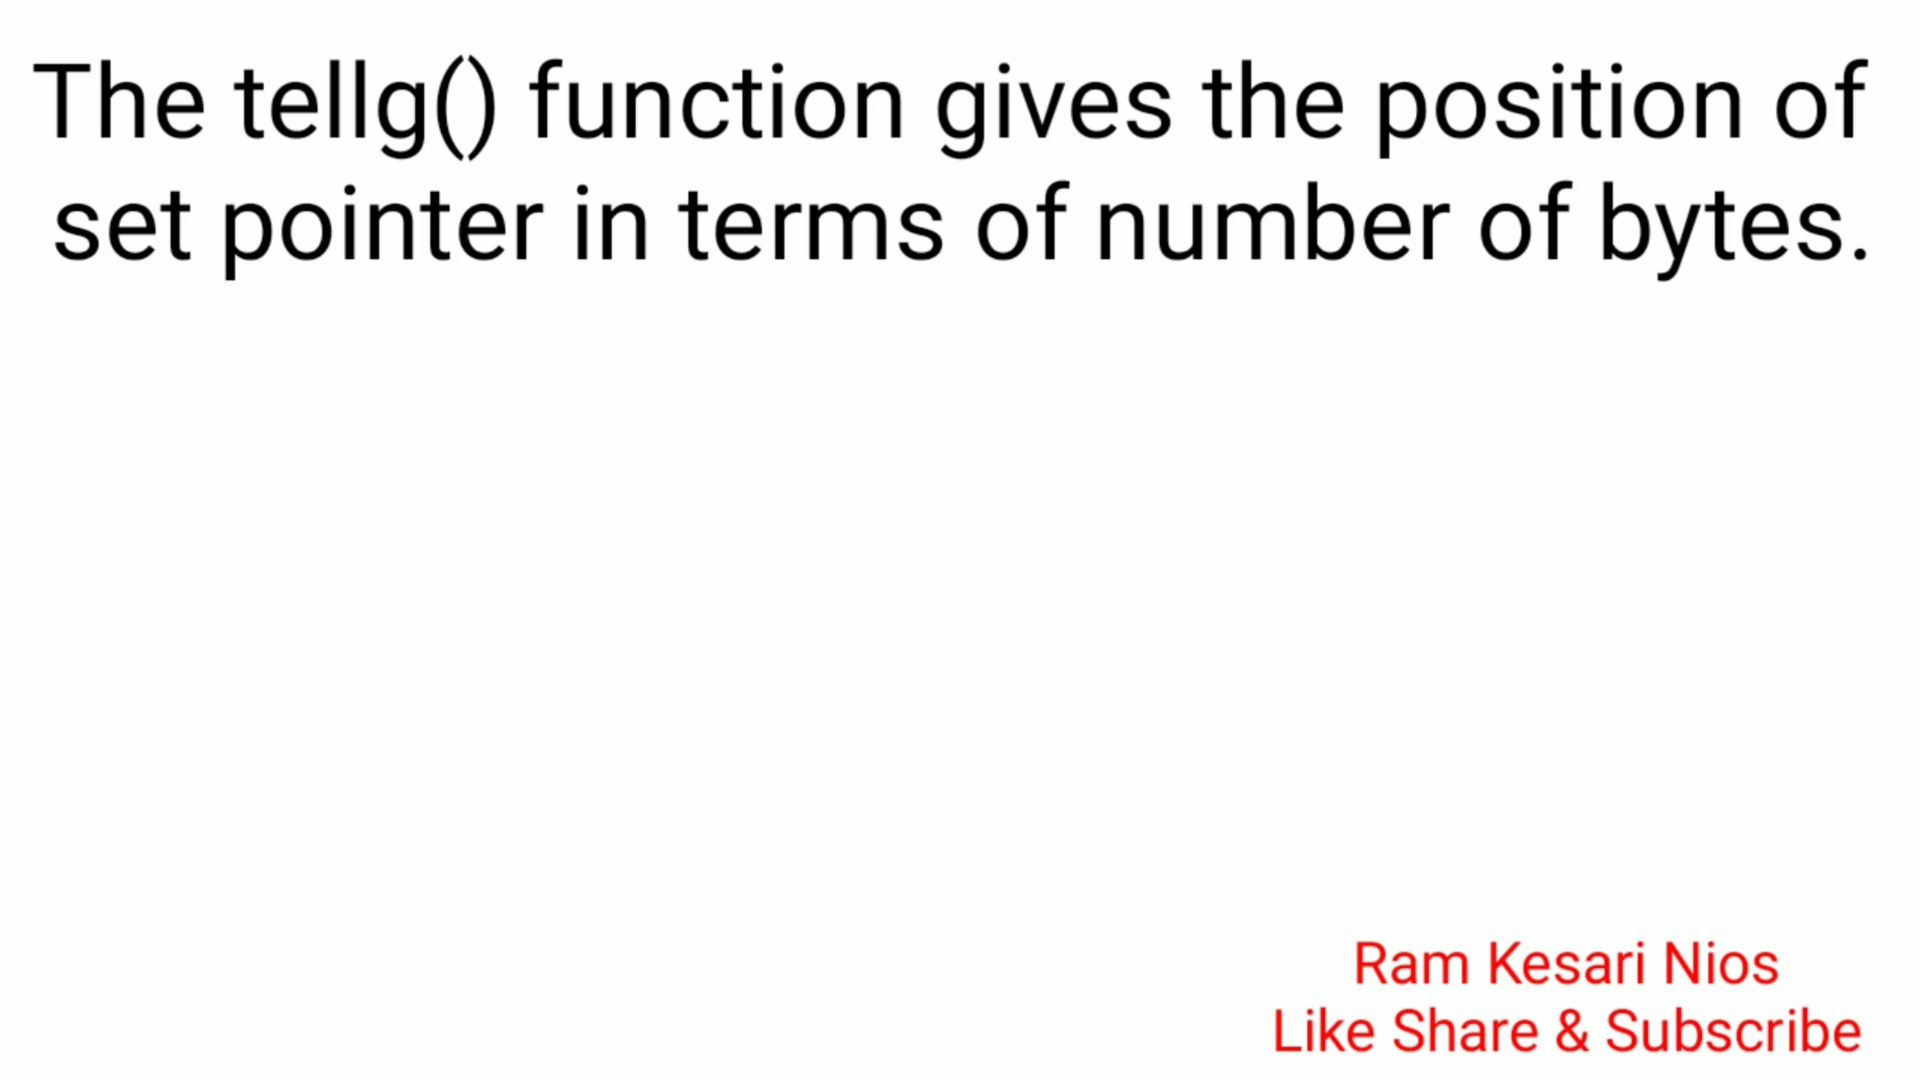 The tellg() function gives the position of
set pointer in terms of number of bytes.
Ram Kesari Nios
Like Share & Subscribe